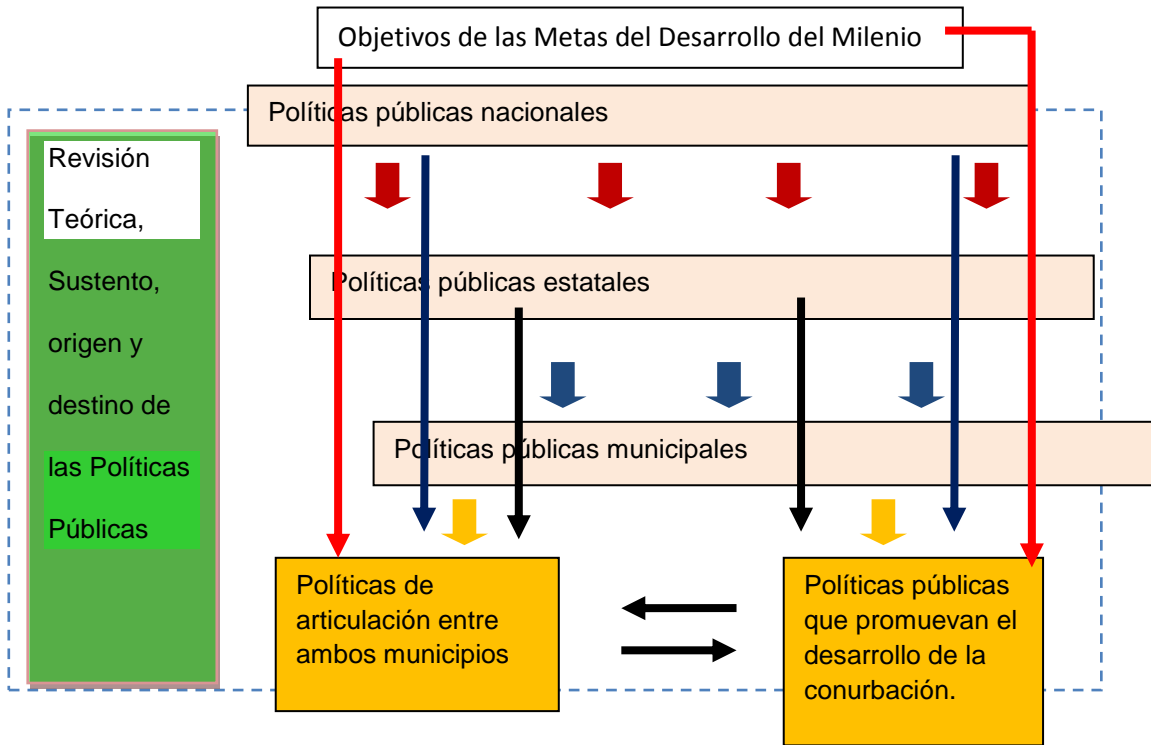 Objetivos de las Metas del Desarrollo del Milenio
Políticas públicas nacionales
Revisión
Teórica,
Sustento,
origen y
destino de
las Políticas
Públicas
Políticas públicas estatales
Políticas públicas municipales
Políticas de
articulación entre
ambos municipios
Políticas públicas
que promuevan el
desarrollo de la
conurbación.